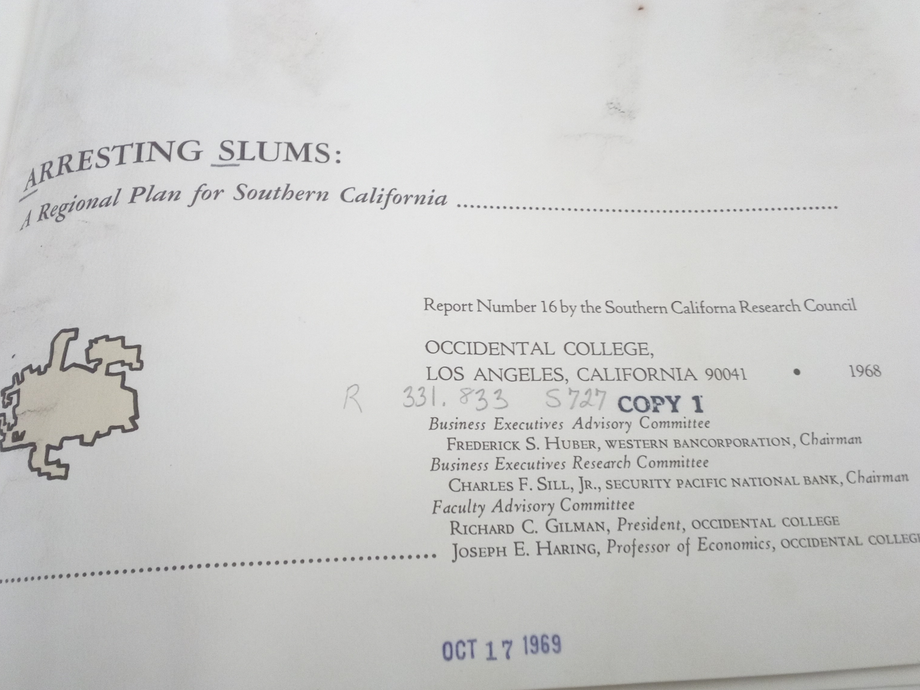 ARRESTING SLUMS:
A Regional Plan for Southern California
Report Number 16 by the Southern Californa Research Council
OCCIDENTAL COLLEGE,
LOS ANGELES, CALIFORNIA 90041 • 1968
R 331.833 S727 COPY 1
Business Executives Advisory Committee
FREDERICK S. HUBER, WESTERN BANCORPORATION, Chairman
Business Executives Research Committee
CHARLES F. SILL, JR., SECURITY PACIFIC NATIONAL BANK, Chairman
Faculty Advisory Committee
RICHARD C. GILMAN, President, OCCIDENTAL COLLEGE
JOSEPH E. HARING, Professor of Economics, OCCIDENTAL COLLEGE
OCT 17 1969